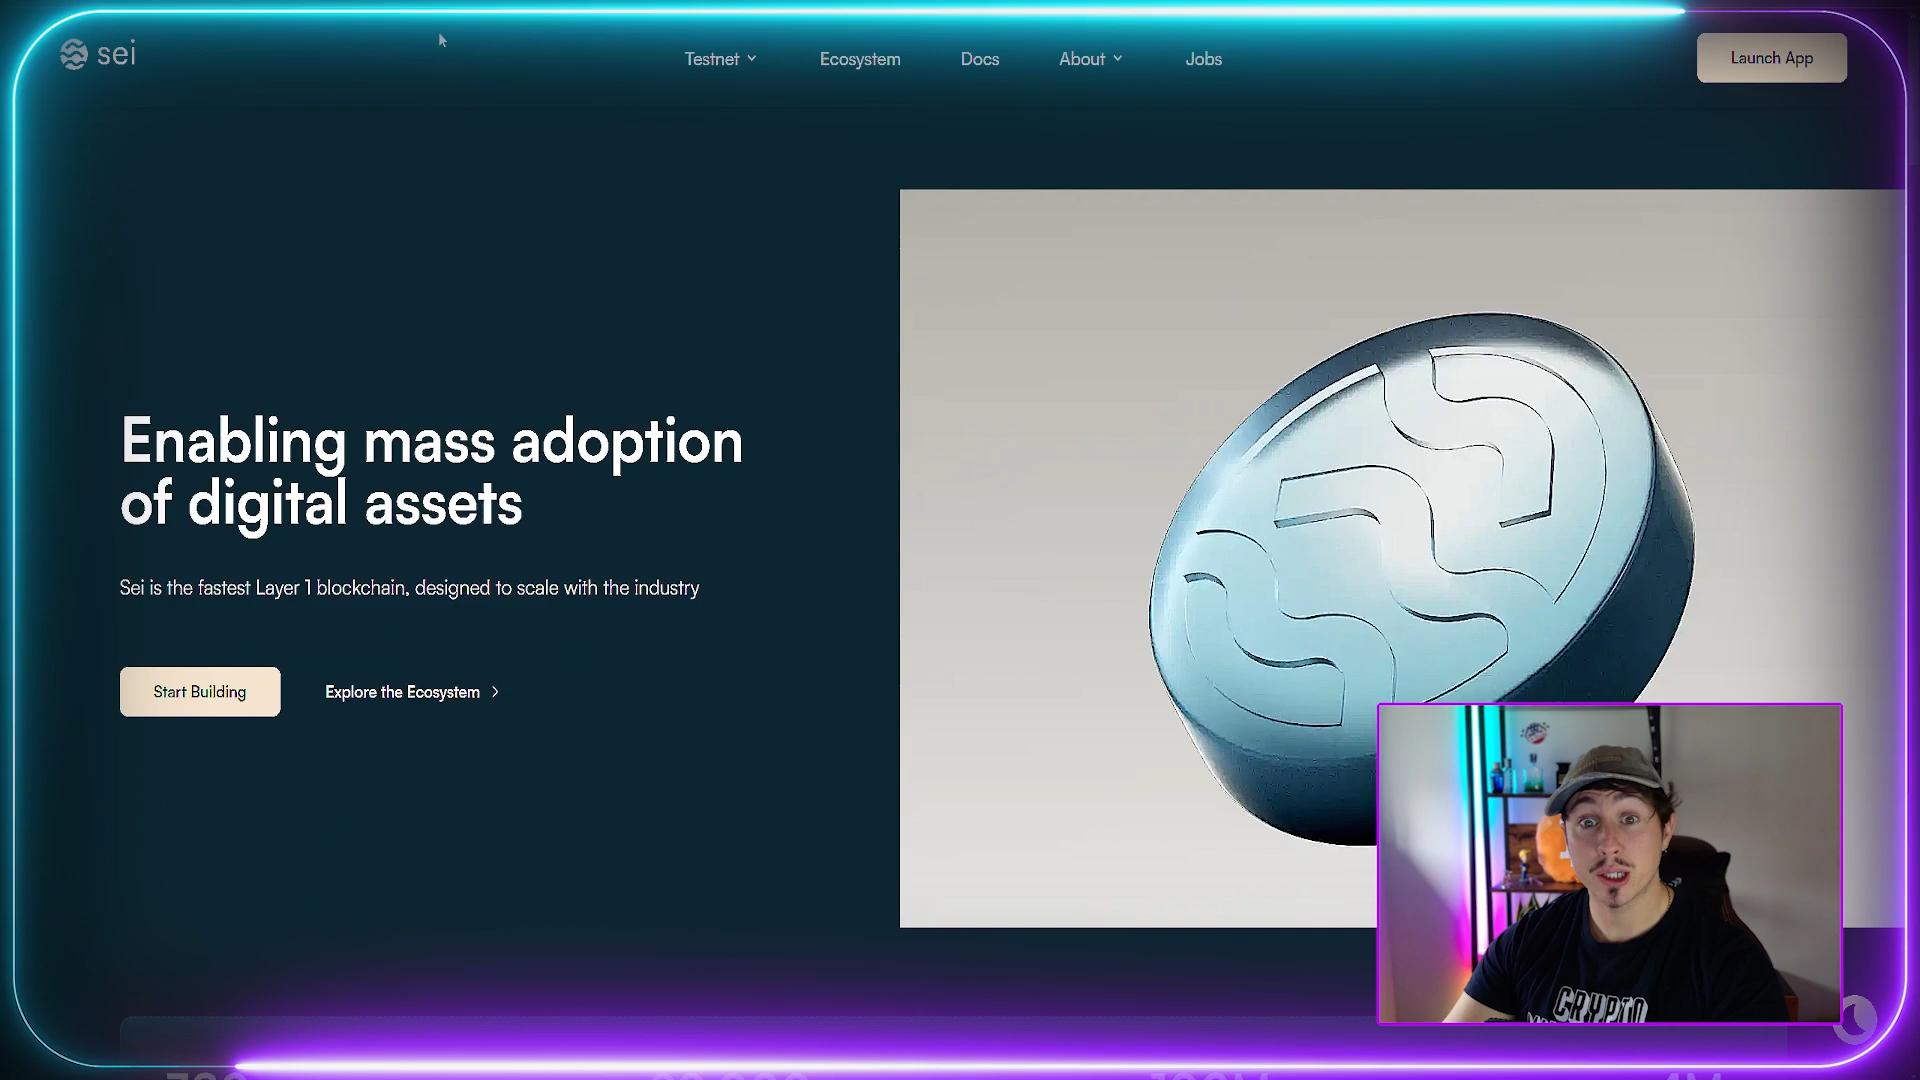 sei
Testnet
Ecosystem
Docs
About
Jobs
Launch App
Enabling mass adoption
of digital assets
Sei is the fastest Layer 1 blockchain, designed to scale with the industry
Start Building
Explore the Ecosystem
CRYPTO